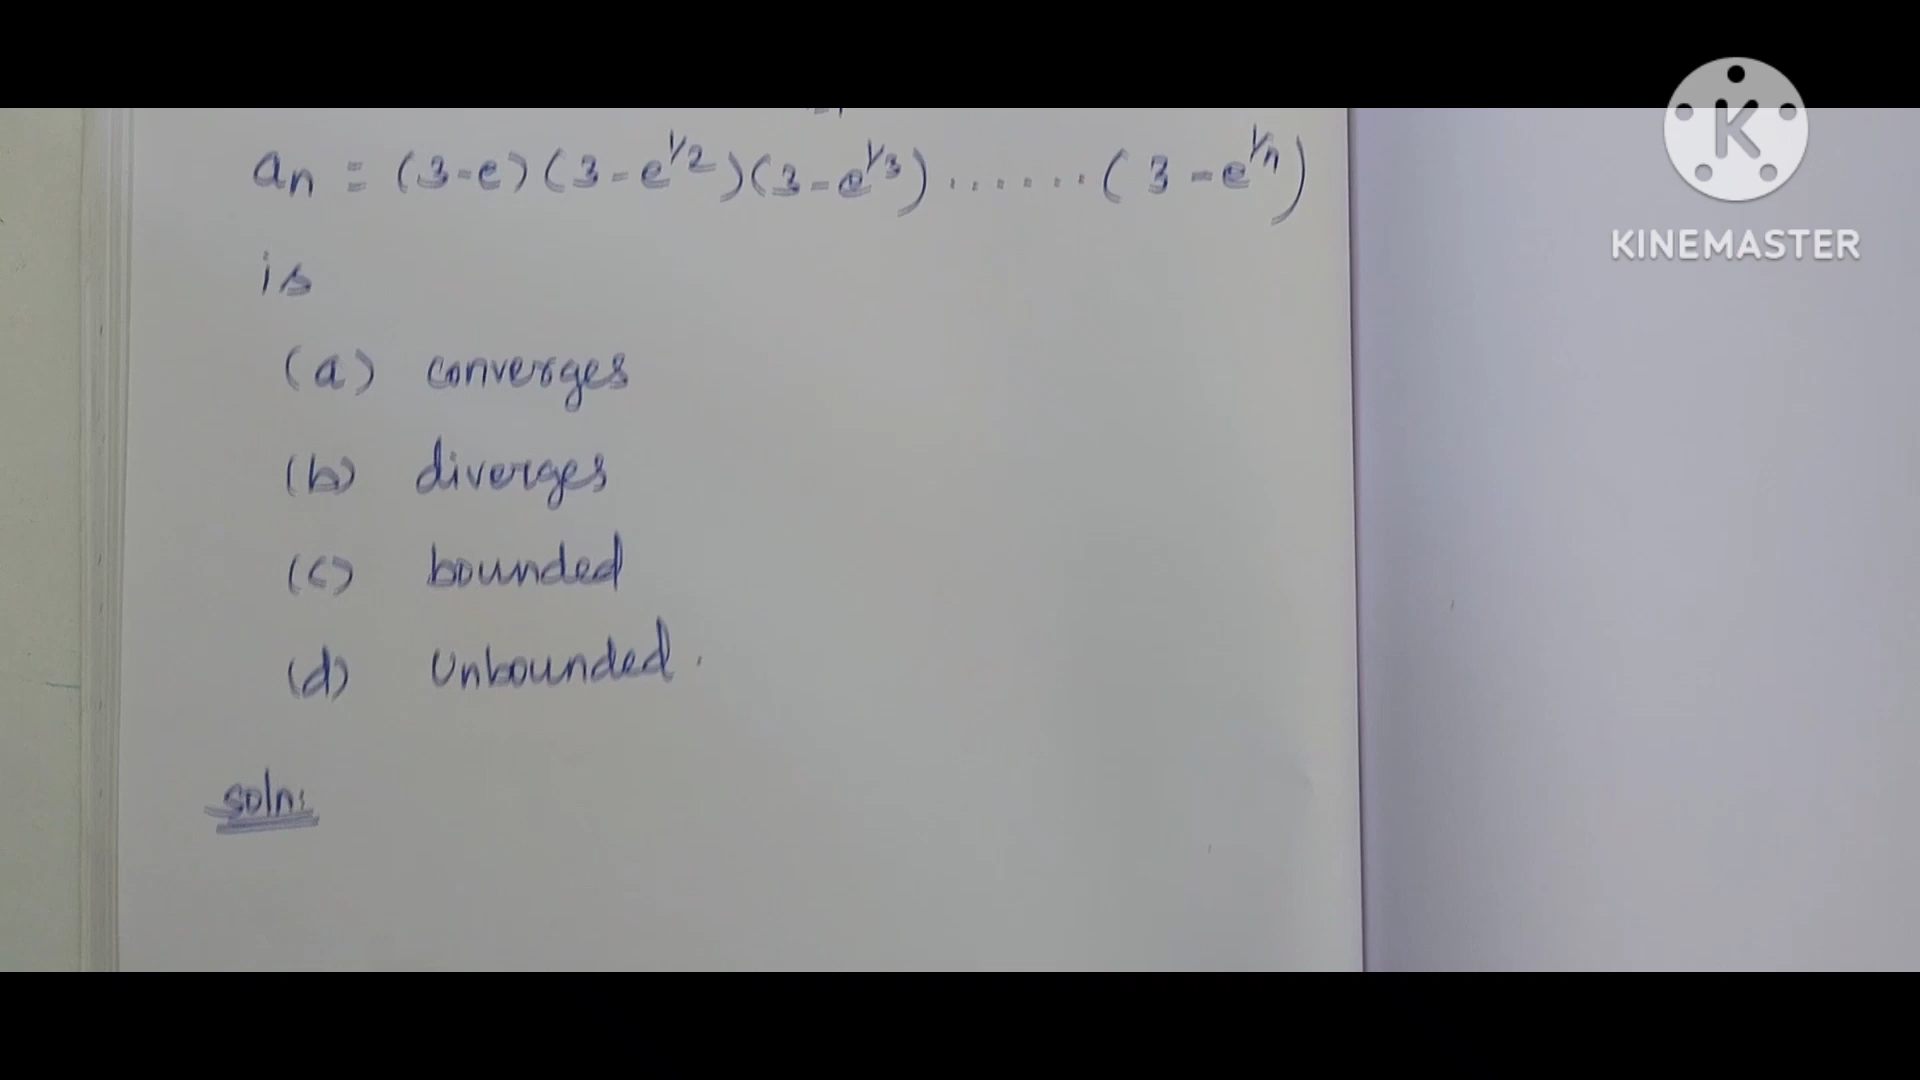 an = (3-e)(3-e^1/2)(3-e^1/3)......(3-e^1/n)
K
KINEMASTER
is
(a) converges
(b) diverges
(c) bounded
(d) Unbounded.
soln: